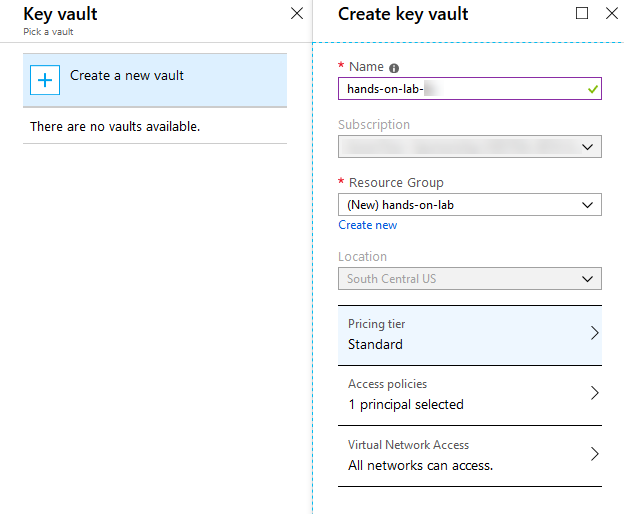 Key vault
Pick a vault
Create a new vault
There are no vaults available.
Create key vault
* Name
hands-on-lab-
Subscription
* Resource Group
(New) hands-on-lab
Create new
Location
South Central US
Pricing tier
Standard
Access policies
1 principal selected
Virtual Network Access
All networks can access.